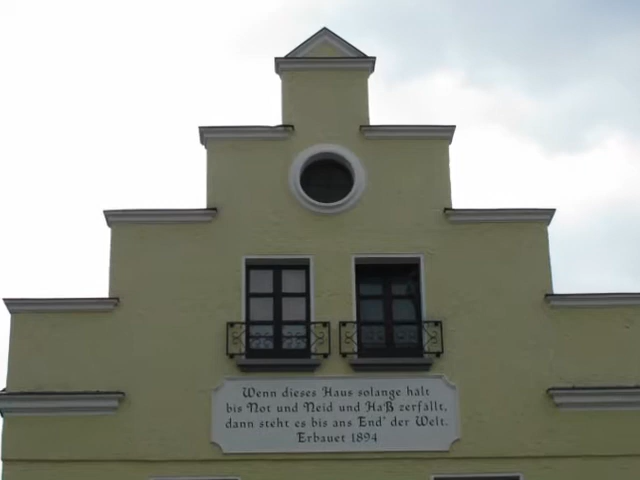 Wenn dieses Haus solange hält
bis Not und Neid und Haß zerfällt,
dann steht es bis ans End' der Welt.
Erbauet 1894